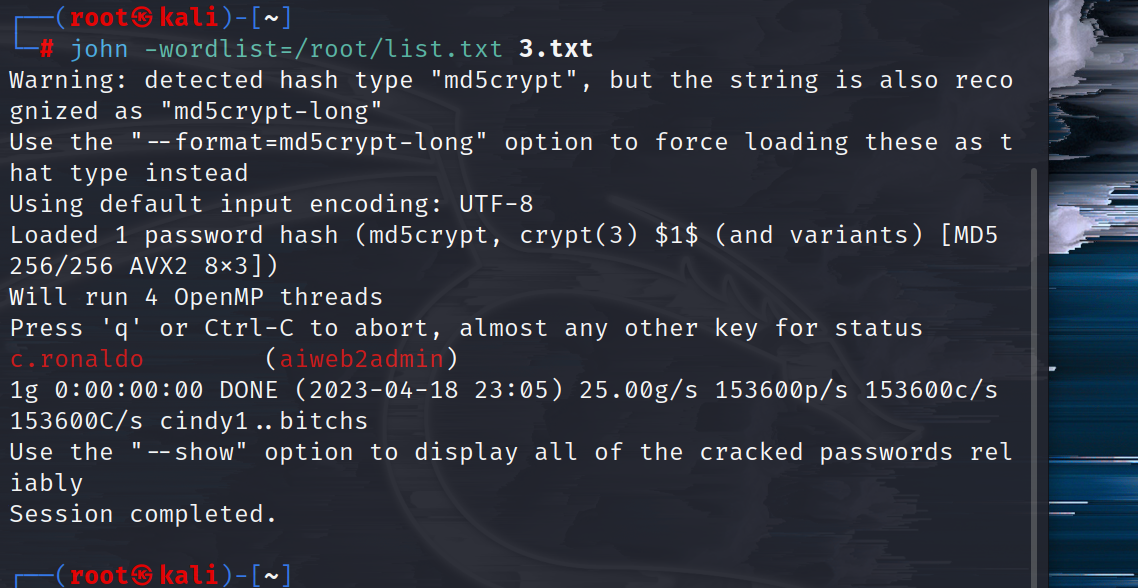 ┌──(root㉿kali)-[~]
└─# john -wordlist=/root/list.txt 3.txt
Warning: detected hash type "md5crypt", but the string is also reco
gnized as "md5crypt-long"
Use the "--format=md5crypt-long" option to force loading these as t
hat type instead
Using default input encoding: UTF-8
Loaded 1 password hash (md5crypt, crypt(3) $1$ (and variants) [MD5
256/256 AVX2 8×3])
Will run 4 OpenMP threads
Press 'q' or Ctrl-C to abort, almost any other key for status
c.ronaldo        (aiweb2admin)
1g 0:00:00:00 DONE (2023-04-18 23:05) 25.00g/s 153600p/s 153600c/s
153600C/s cindy1..bitchs
Use the "--show" option to display all of the cracked passwords rel
iably
Session completed.
┌──(root㉿kali)-[~]